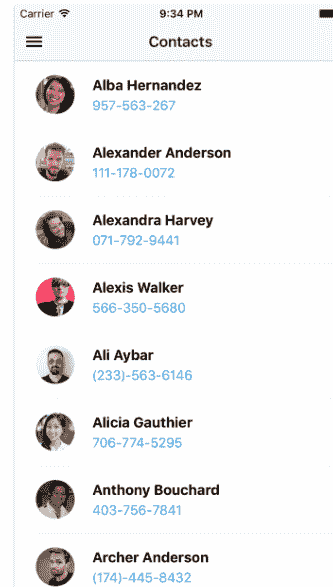 Carrier 9:34 PM
Contacts
Alba Hernandez
957-563-267
Alexander Anderson
111-178-0072
Alexandra Harvey
071-792-9441
Alexis Walker
566-350-5680
Ali Aybar
(233)-563-6146
Alicia Gauthier
706-774-5295
Anthony Bouchard
403-756-7841
Archer Anderson
(174)-445-8432